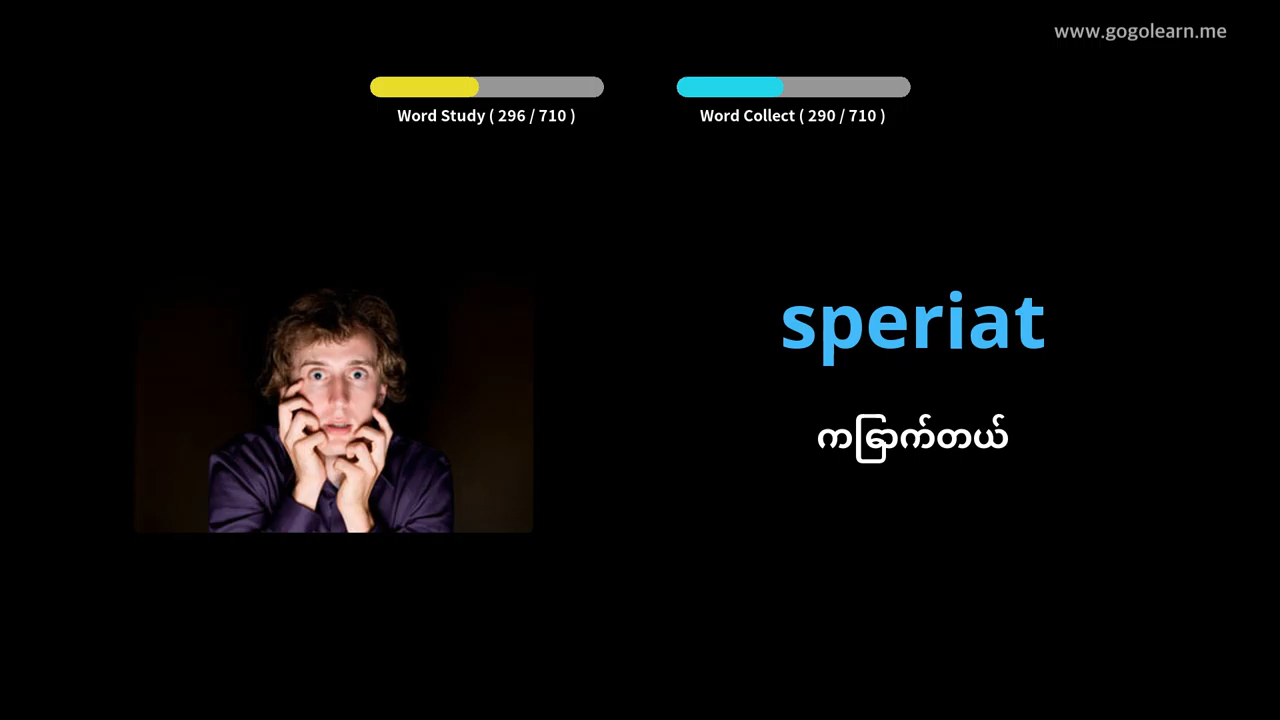 www.gogolearn.me
Word Study ( 296 / 710 )
Word Collect ( 290 / 710 )
speriat
ကြောက်တယ်